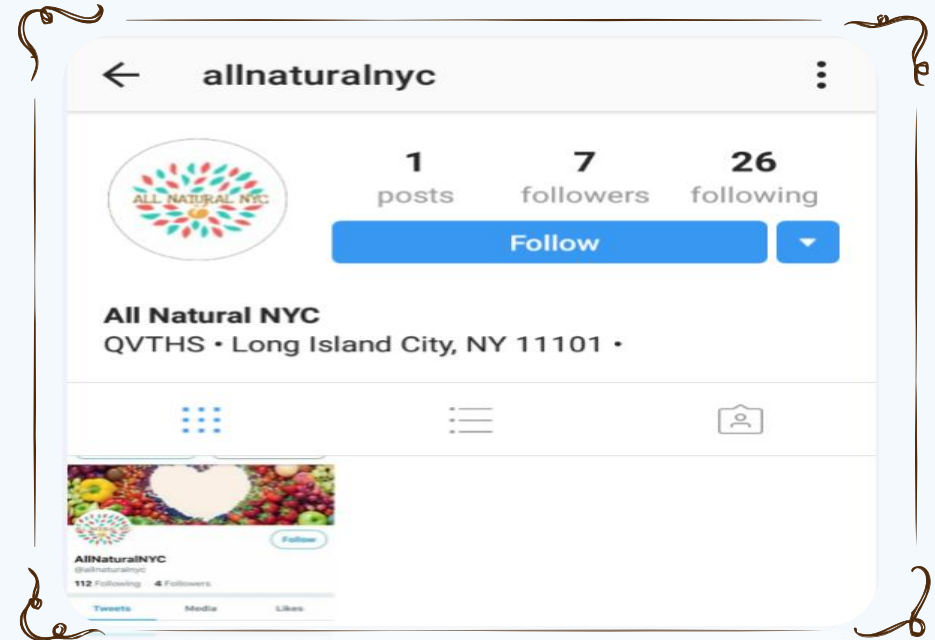 allnaturalnyc
1 7 26
posts followers following
ALL NATURAL NYC
Follow
All Natural NYC
QVTHS • Long Island City, NY 11101 •
Follow
AllNaturalNYC
@allnaturalnyc
112 Following 4 Followers
Tweets Media Likes